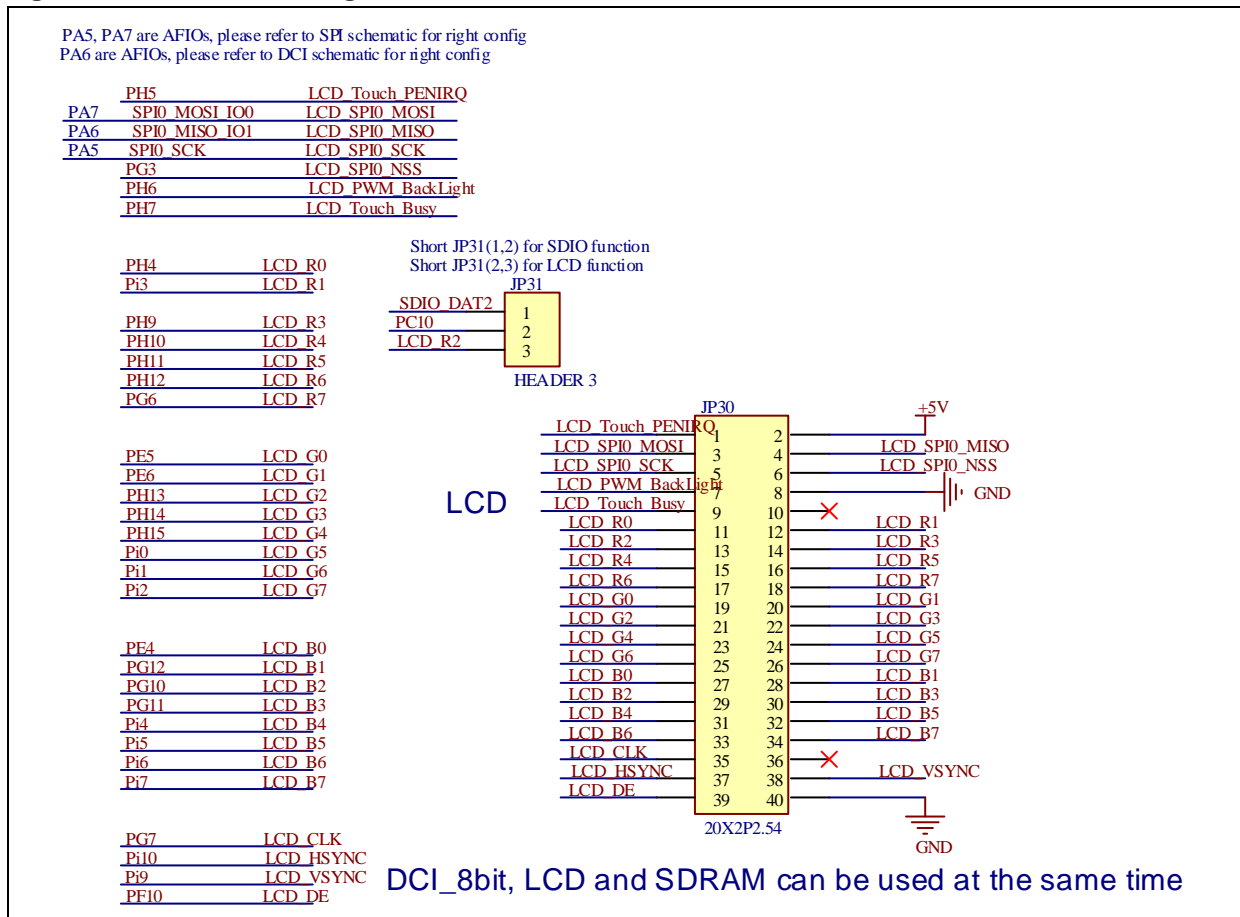 PA5, PA7 are AFIOs, please refer to SPI schematic for right config
PA6 are AFIOs, please refer to DCI schematic for right config
PH5 LCD_Touch_PENIRQ
PA7 SPI0_MOSI_IO0 LCD_SPI0_MOSI
PA6 SPI0_MISO_IO1 LCD_SPI0_MISO
PA5 SPI0_SCK LCD_SPI0_SCK
PG3 LCD_SPI0_NSS
PH6 LCD_PWM_BackLight
PH7 LCD_Touch_Busy
PH4 LCD_R0
Pi3 LCD_R1
PH9 LCD_R3
PH10 LCD_R4
PH11 LCD_R5
PH12 LCD_R6
PG6 LCD_R7
Short JP31(1,2) for SDIO function
Short JP31(2,3) for LCD function
JP31
SDIO_DAT2 1
PC10 2
LCD_R2 3
HEADER 3
PE5 LCD_G0
PE6 LCD_G1
PH13 LCD_G2
PH14 LCD_G3
PH15 LCD_G4
Pi0 LCD_G5
Pi1 LCD_G6
Pi2 LCD_G7
PE4 LCD_B0
PG12 LCD_B1
PG10 LCD_B2
PG11 LCD_B3
Pi4 LCD_B4
Pi5 LCD_B5
Pi6 LCD_B6
Pi7 LCD_B7
PG7 LCD_CLK
Pi10 LCD_HSYNC
Pi9 LCD_VSYNC
PF10 LCD_DE
LCD
JP30
LCD_Touch_PENIRQ 1 2 +5V
LCD_SPI0_MOSI 3 4 LCD_SPI0_MISO
LCD_SPI0_SCK 5 6 LCD_SPI0_NSS
LCD_PWM_BackLight 7 8 GND
LCD_Touch_Busy 9 10
LCD_R0 11 12 LCD_R1
LCD_R2 13 14 LCD_R3
LCD_R4 15 16 LCD_R5
LCD_R6 17 18 LCD_R7
LCD_G0 19 20 LCD_G1
LCD_G2 21 22 LCD_G3
LCD_G4 23 24 LCD_G5
LCD_G6 25 26 LCD_G7
LCD_B0 27 28 LCD_B1
LCD_B2 29 30 LCD_B3
LCD_B4 31 32 LCD_B5
LCD_B6 33 34 LCD_B7
LCD_CLK 35 36
LCD_HSYNC 37 38 LCD_VSYNC
LCD_DE 39 40
20X2P2.54
GND
DCI_8bit, LCD and SDRAM can be used at the same time